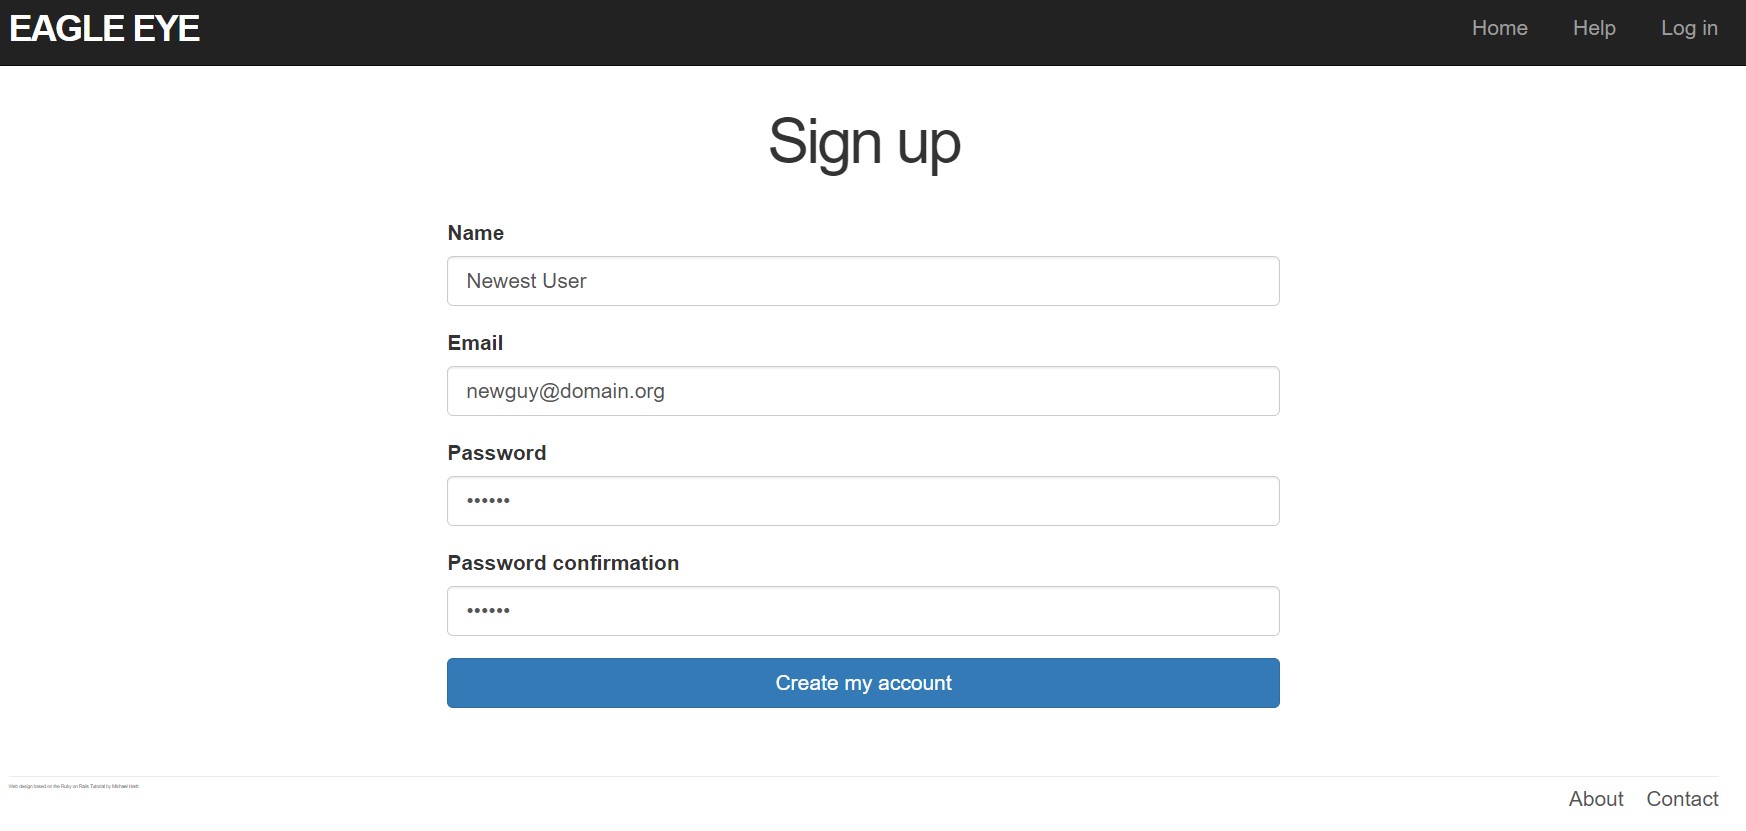 EAGLE EYE
Home Help Log in
Sign up
Name
Newest User
Email
newguy@domain.org
Password
••••••
Password confirmation
••••••
Create my account
Web design based on the Ruby on Rails Tutorial by Michael Hartl
About Contact